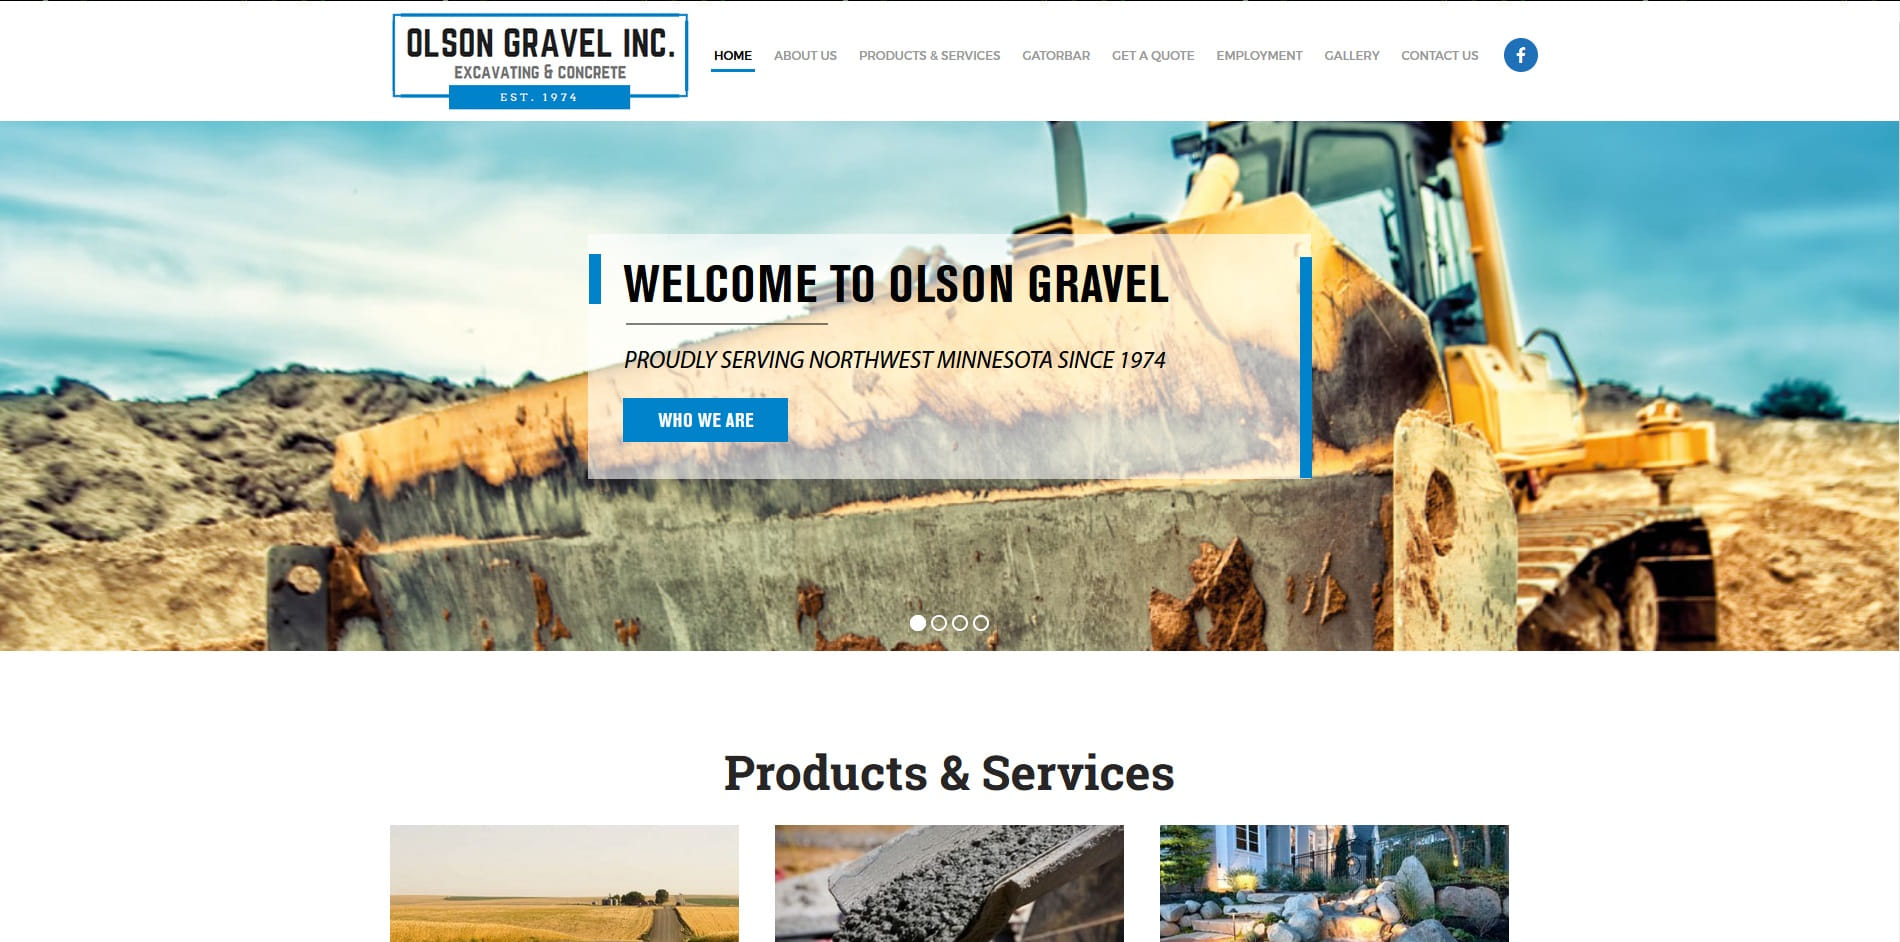 OLSON GRAVEL INC.
EXCAVATING & CONCRETE
EST. 1974
HOME ABOUT US PRODUCTS & SERVICES GATORBAR GET A QUOTE EMPLOYMENT GALLERY CONTACT US f
WELCOME TO OLSON GRAVEL
PROUDLY SERVING NORTHWEST MINNESOTA SINCE 1974
WHO WE ARE
Products & Services